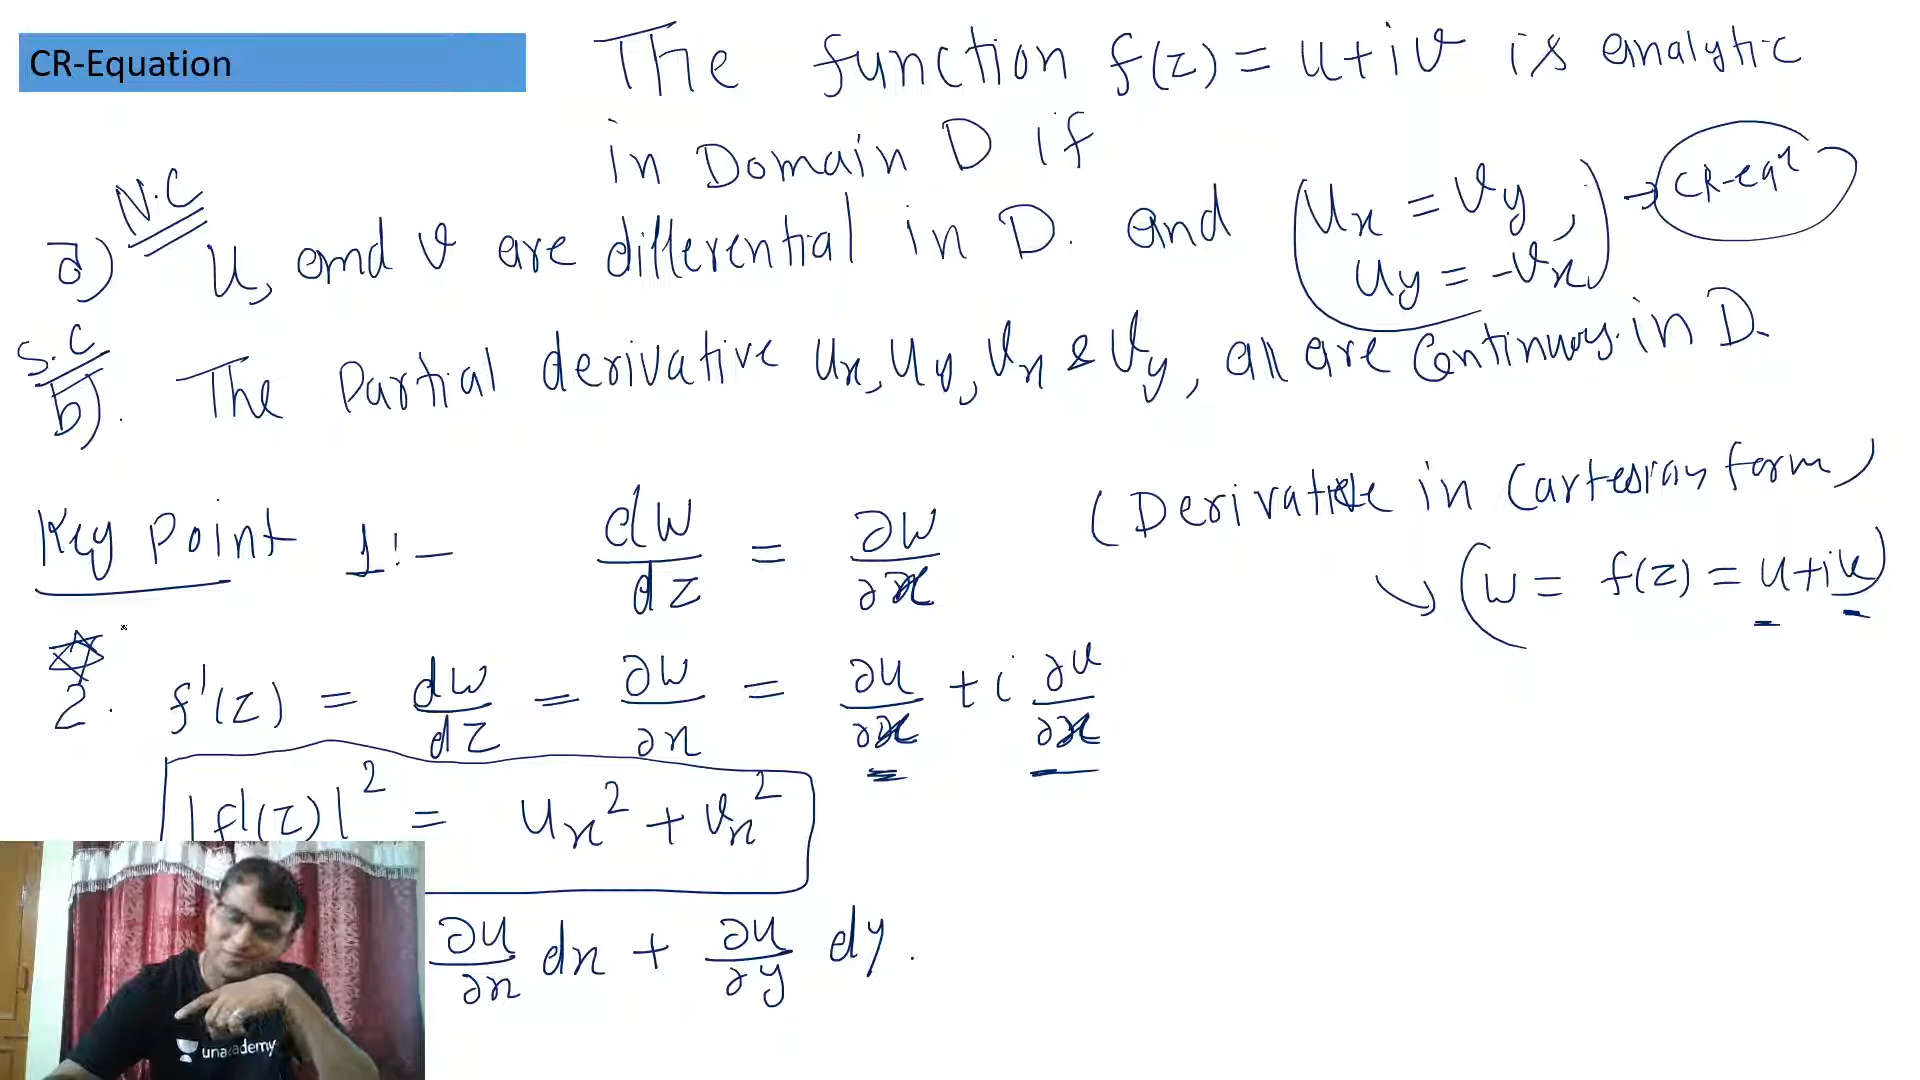 CR-Equation
The function f(z) = u+iv is analytic
in Domain D if
N.C
a) u, and v are differential in D. and (ux = vy, uy = -vx) → CR-eqn
S.C
b). The Partial derivative ux, uy, vx & vy, all are Continuous. in D.
Key Point 1:- dw/dz = ∂w/∂x (Derivative in Cartesian form)
(w = f(z) = u+iv)
2. f'(z) = dw/dz = ∂w/∂x = ∂u/∂x + i ∂u/∂x
|f'(z)|² = ux² + vx²
∂u/∂x dx + ∂u/∂y dy.
unacademy